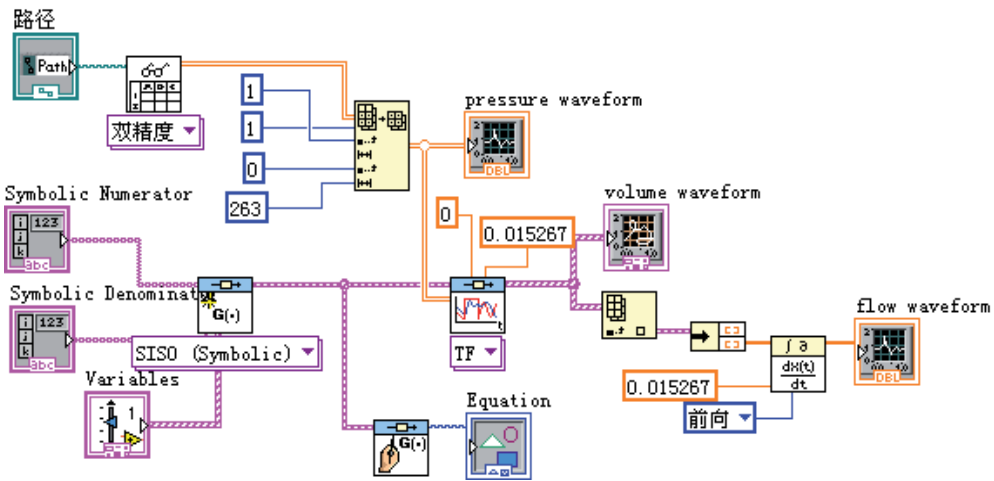 路径
Path
双精度
1
1
0
263
pressure waveform
DBL
Symbolic Numerator
123
i
j
k
abc
volume waveform
0
0.015267
Symbolic Denominat
123
i
j
k
abc
G(·)
SISO (Symbolic)
TF
t
flow waveform
DBL
∫ ∂
dX(t)
dt
0.015267
前向
Variables
1
Equation
G(·)